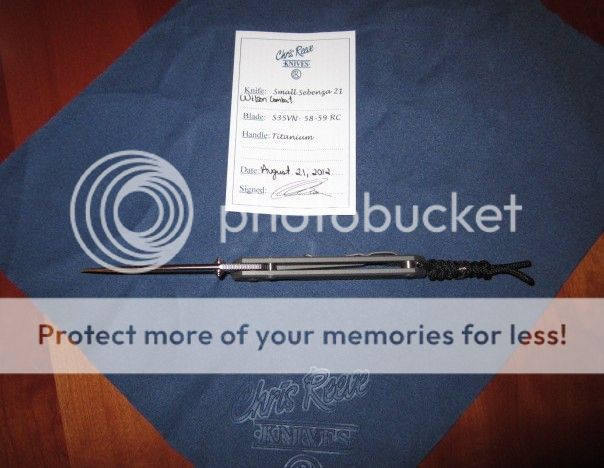 Chris Reeve
KNIVES
R
Knife: Small Sebenza 21
Wilson Combat
Blade: S35VN- 58-59 RC
Handle: Titanium
Date: August 21, 2012
Signed:
photobucket
Protect more of your memories for less!
Chris Reeve
KNIVES
R